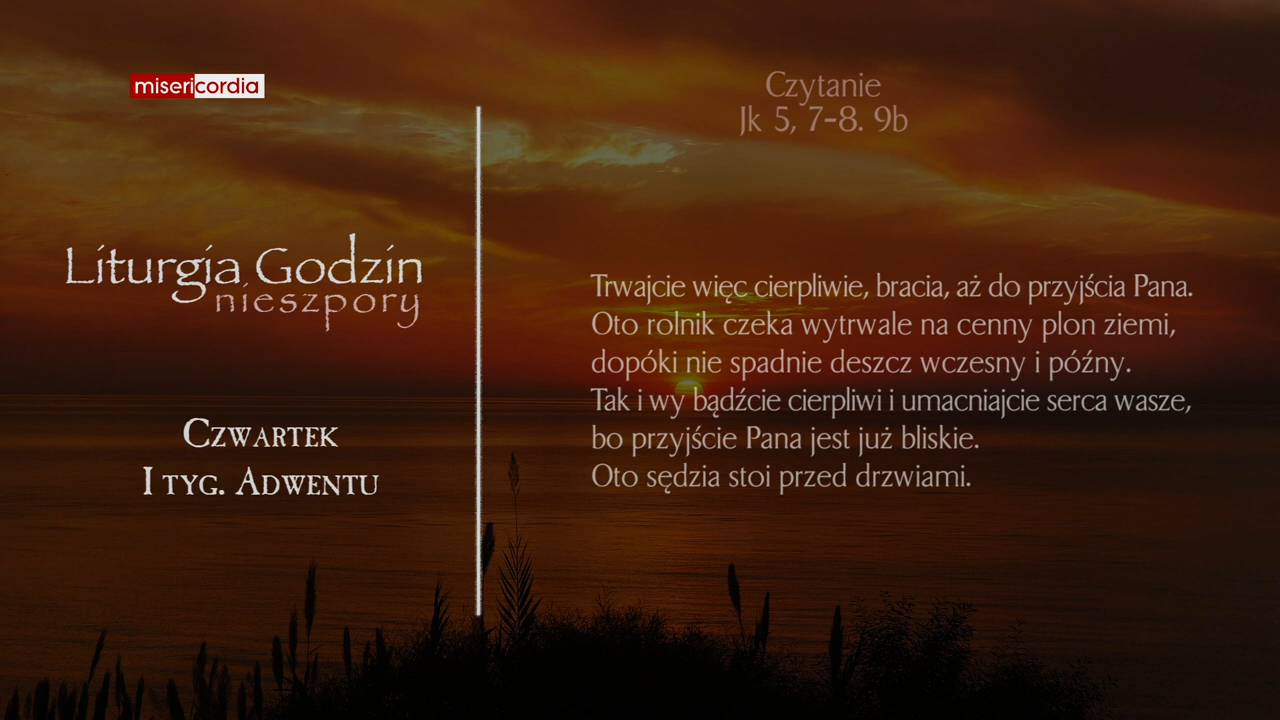 misericordia
Liturgia Godzin
nieszpory
Czwartek
I tyg. Adwentu
Czytanie
Jk 5, 7-8. 9b
Trwajcie więc cierpliwie, bracia, aż do przyjścia Pana.
Oto rolnik czeka wytrwale na cenny plon ziemi,
dopóki nie spadnie deszcz wczesny i późny.
Tak i wy bądźcie cierpliwi i umacniajcie serca wasze,
bo przyjście Pana jest już bliskie.
Oto sędzia stoi przed drzwiami.